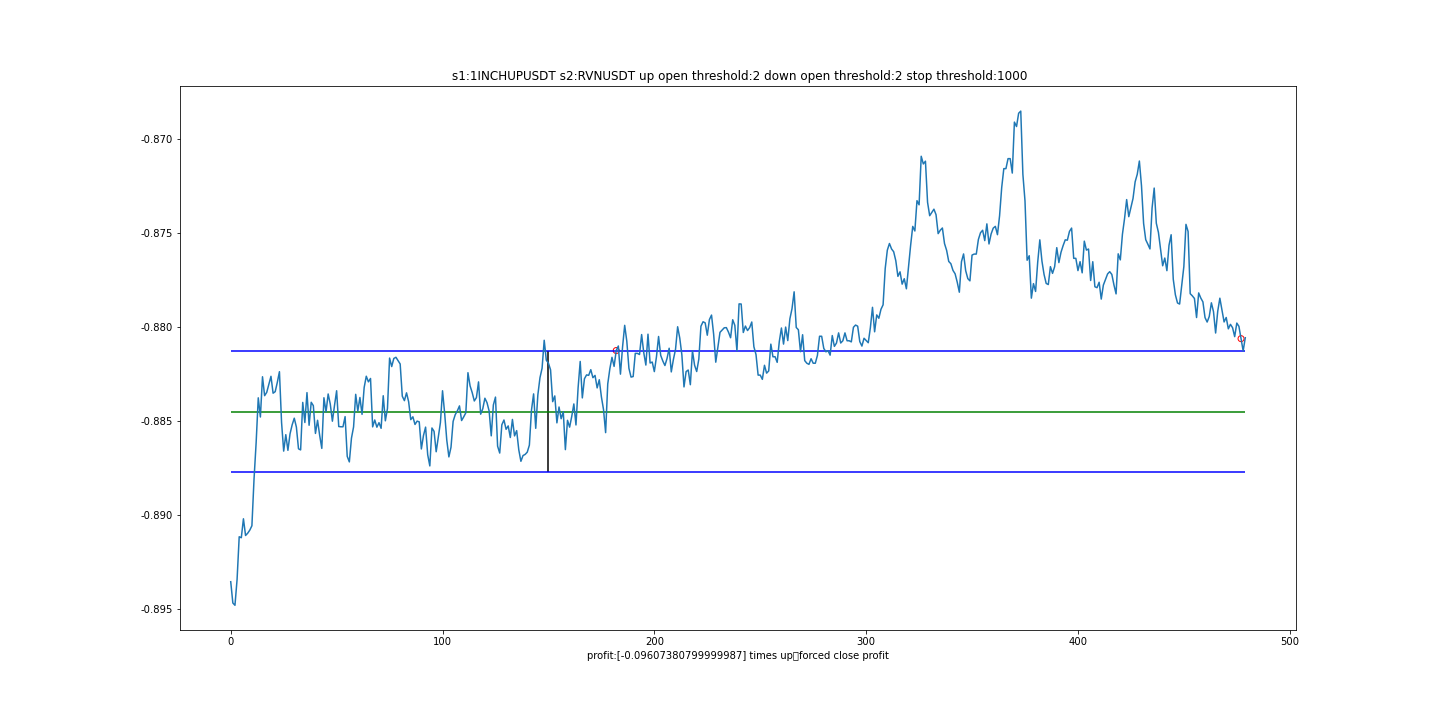 s1:1INCHUPUSDT s2:RVNUSDT up open threshold:2 down open threshold:2 stop threshold:1000
-0.870
-0.875
-0.880
-0.885
-0.890
-0.895
0 100 200 300 400 500
profit:[-0.09607380799999987] times up▯forced close profit